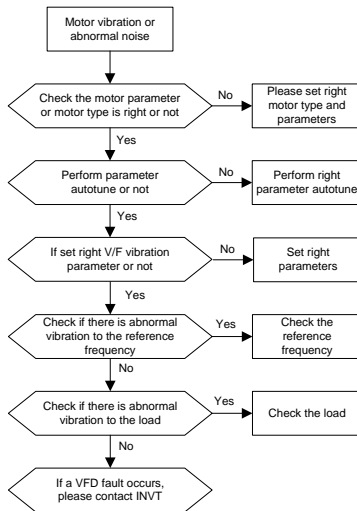 Motor vibration or
abnormal noise
Check the motor parameter
or motor type is right or not
No
Please set right
motor type and
parameters
Yes
Perform parameter
autotune or not
No
Perform right
parameter autotune
Yes
If set right V/F vibration
parameter or not
No
Set right
parameters
Yes
Check if there is abnormal
vibration to the reference
frequency
Yes
Check the
reference
frequency
No
Check if there is abnormal
vibration to the load
Yes
Check the load
No
If a VFD fault occurs,
please contact INVT